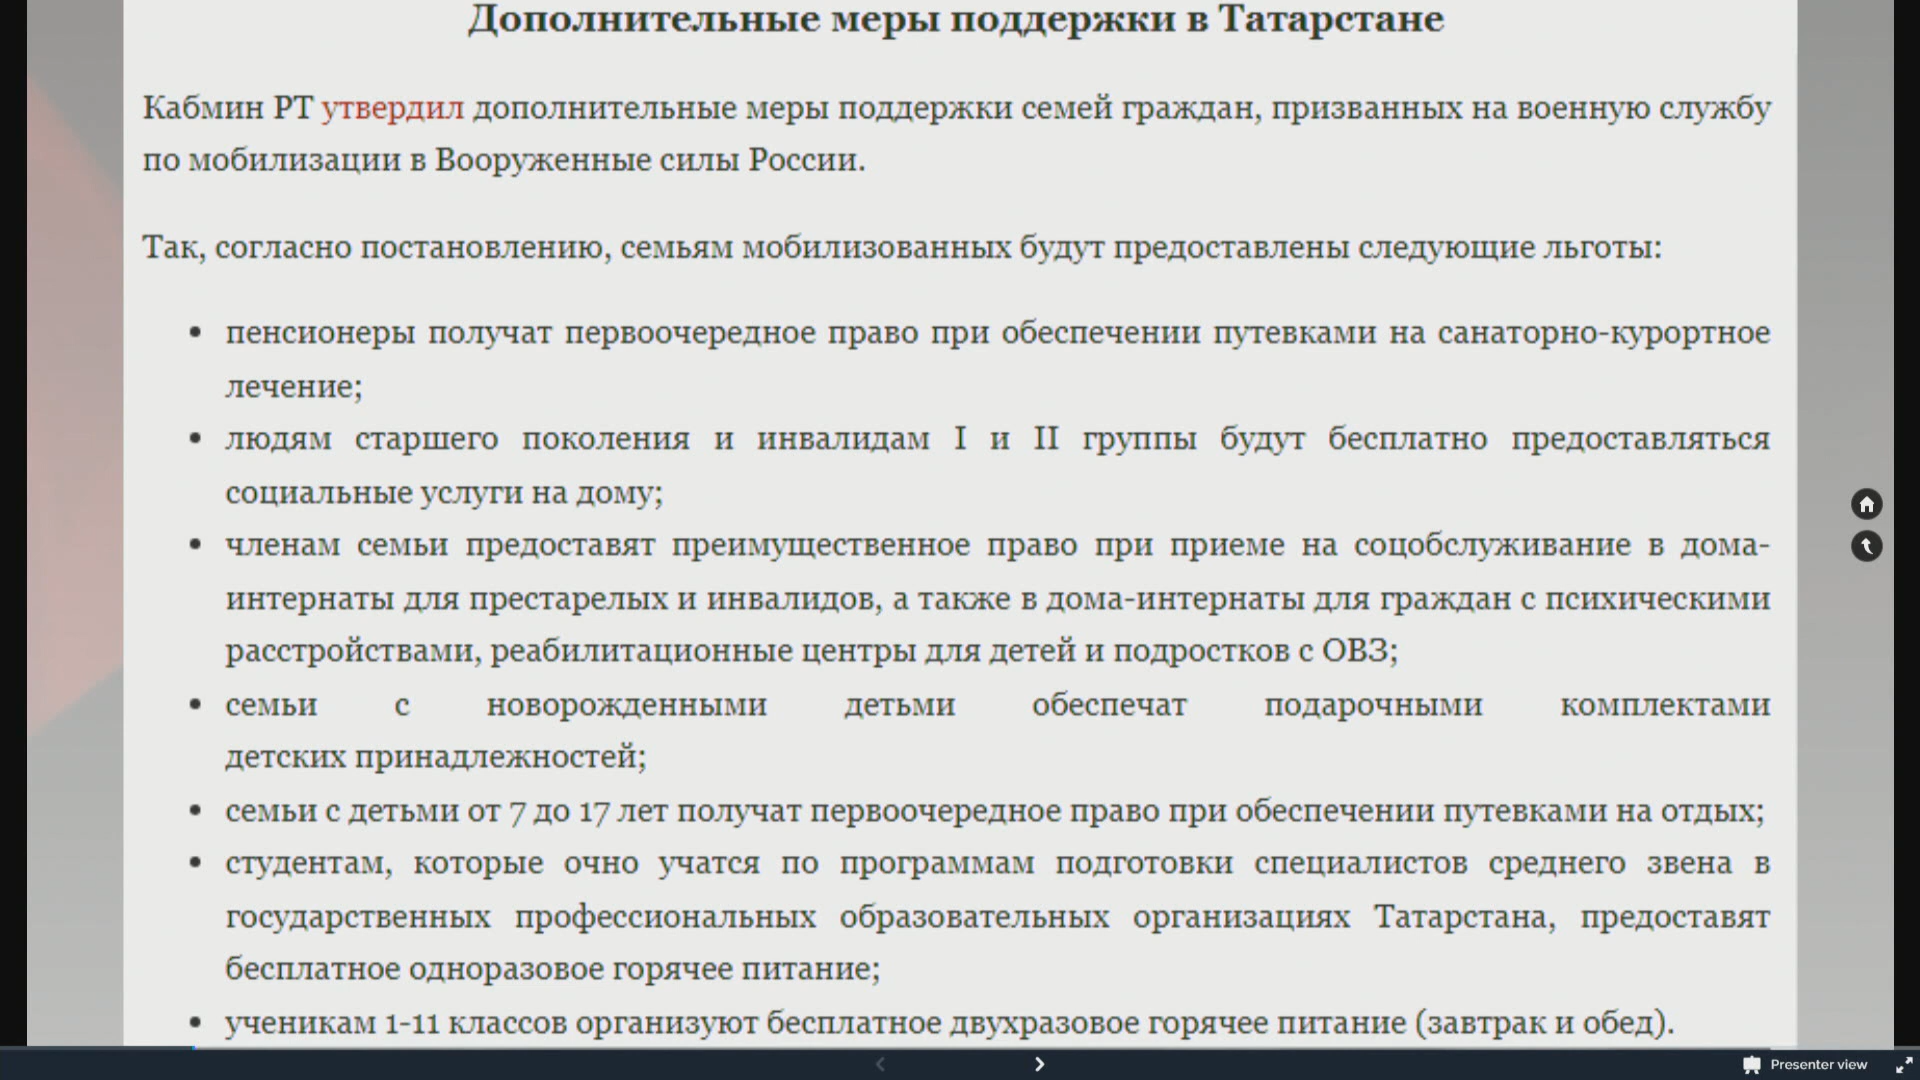 Дополнительные меры поддержки в Татарстане
Кабмин РТ утвердил дополнительные меры поддержки семей граждан, призванных на военную службу
по мобилизации в Вооруженные силы России.
Так, согласно постановлению, семьям мобилизованных будут предоставлены следующие льготы:
• пенсионеры получат первоочередное право при обеспечении путевками на санаторно-курортное
лечение;
• людям старшего поколения и инвалидам I и II группы будут бесплатно предоставляться
социальные услуги на дому;
• членам семьи предоставят преимущественное право при приеме на соцобслуживание в дома-
интернаты для престарелых и инвалидов, а также в дома-интернаты для граждан с психическими
расстройствами, реабилитационные центры для детей и подростков с ОВЗ;
• семьи с новорожденными детьми обеспечат подарочными комплектами
детских принадлежностей;
• семьи с детьми от 7 до 17 лет получат первоочередное право при обеспечении путевками на отдых;
• студентам, которые очно учатся по программам подготовки специалистов среднего звена в
государственных профессиональных образовательных организациях Татарстана, предоставят
бесплатное одноразовое горячее питание;
• ученикам 1-11 классов организуют бесплатное двухразовое горячее питание (завтрак и обед).
Presenter view